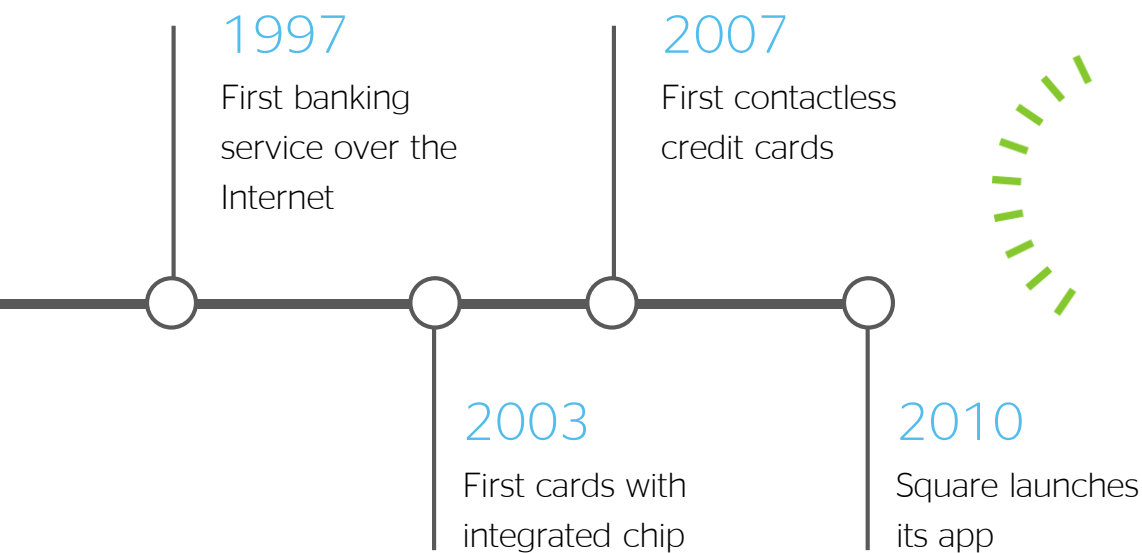 1997
First banking
service over the
Internet
2007
First contactless
credit cards
2003
First cards with
integrated chip
2010
Square launches
its app